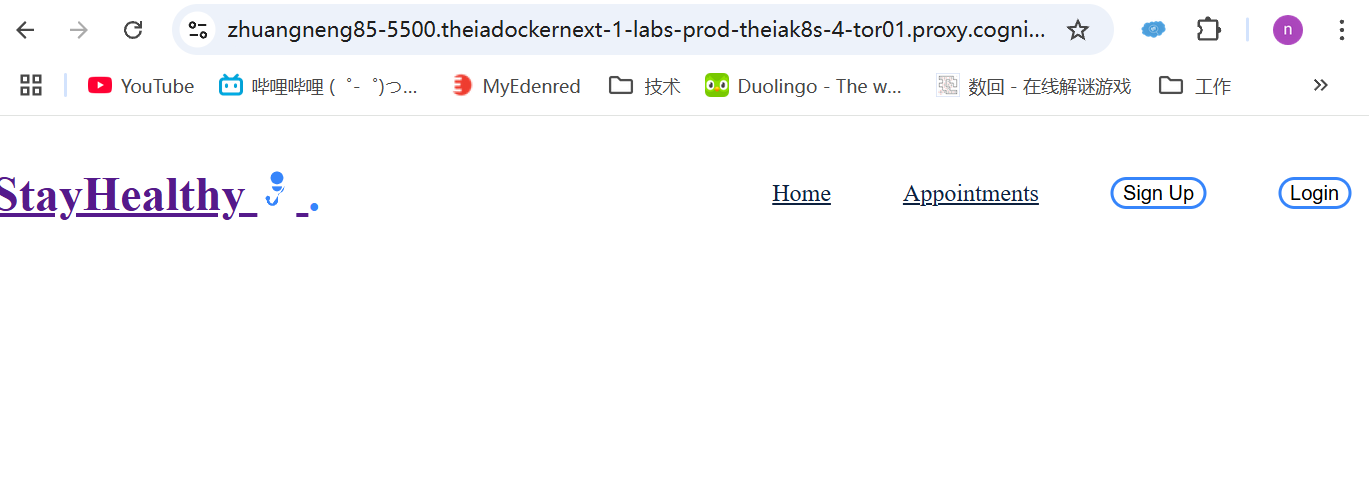 zhuangneng85-5500.theiadockernext-1-labs-prod-theiak8s-4-tor01.proxy.cogni...
n
YouTube 哔哩哔哩 (゜-゜)つ... MyEdenred 技术 Duolingo - The w... 数回 - 在线解谜游戏 工作
StayHealthy . Home Appointments Sign Up Login